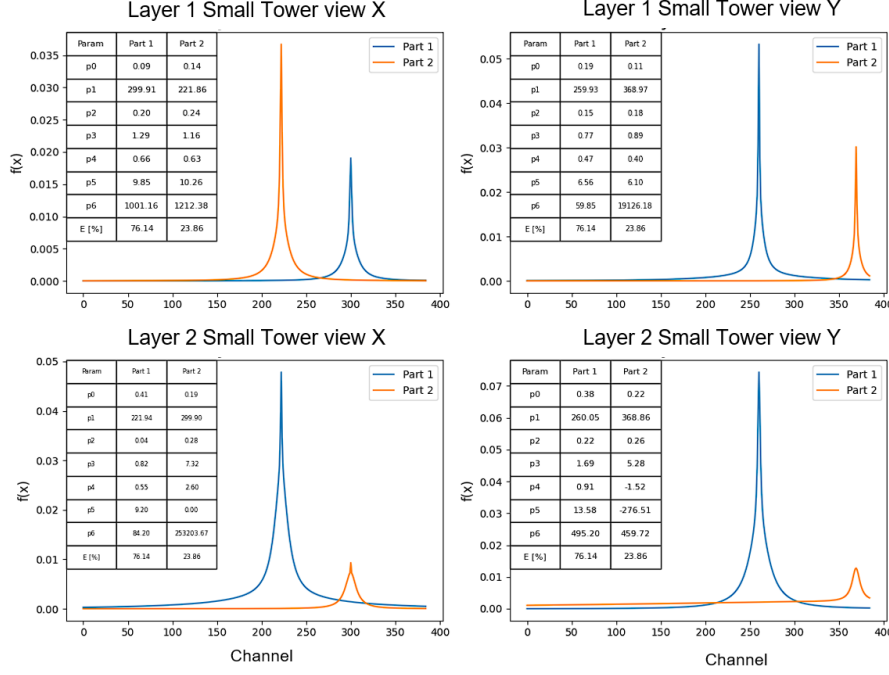 Layer 1 Small Tower view X
Param Part 1 Part 2
p0 0.09 0.14
p1 299.91 221.86
p2 0.20 0.24
p3 1.29 1.16
p4 0.66 0.63
p5 9.85 10.26
p6 1001.16 1212.38
E [%] 76.14 23.86
Part 1
Part 2
f(x)
0.035
0.030
0.025
0.020
0.015
0.010
0.005
0.000
0 50 100 150 200 250 300 350 400
Layer 1 Small Tower view Y
Param Part 1 Part 2
p0 0.19 0.11
p1 259.93 368.97
p2 0.15 0.18
p3 0.77 0.89
p4 0.47 0.40
p5 6.56 6.10
p6 59.85 19126.18
E [%] 76.14 23.86
Part 1
Part 2
f(x)
0.05
0.04
0.03
0.02
0.01
0.00
0 50 100 150 200 250 300 350 400
Layer 2 Small Tower view X
Param Part 1 Part 2
p0 0.41 0.19
p1 221.94 299.90
p2 0.04 0.28
p3 0.82 7.32
p4 0.55 2.60
p5 9.20 0.00
p6 84.20 253203.67
E [%] 76.14 23.86
Part 1
Part 2
f(x)
0.05
0.04
0.03
0.02
0.01
0.00
0 50 100 150 200 250 300 350 400
Channel
Layer 2 Small Tower view Y
Param Part 1 Part 2
p0 0.38 0.22
p1 260.05 368.86
p2 0.22 0.26
p3 1.69 5.28
p4 0.91 -1.52
p5 13.58 -276.51
p6 495.20 459.72
E [%] 76.14 23.86
Part 1
Part 2
f(x)
0.07
0.06
0.05
0.04
0.03
0.02
0.01
0.00
0 50 100 150 200 250 300 350 400
Channel